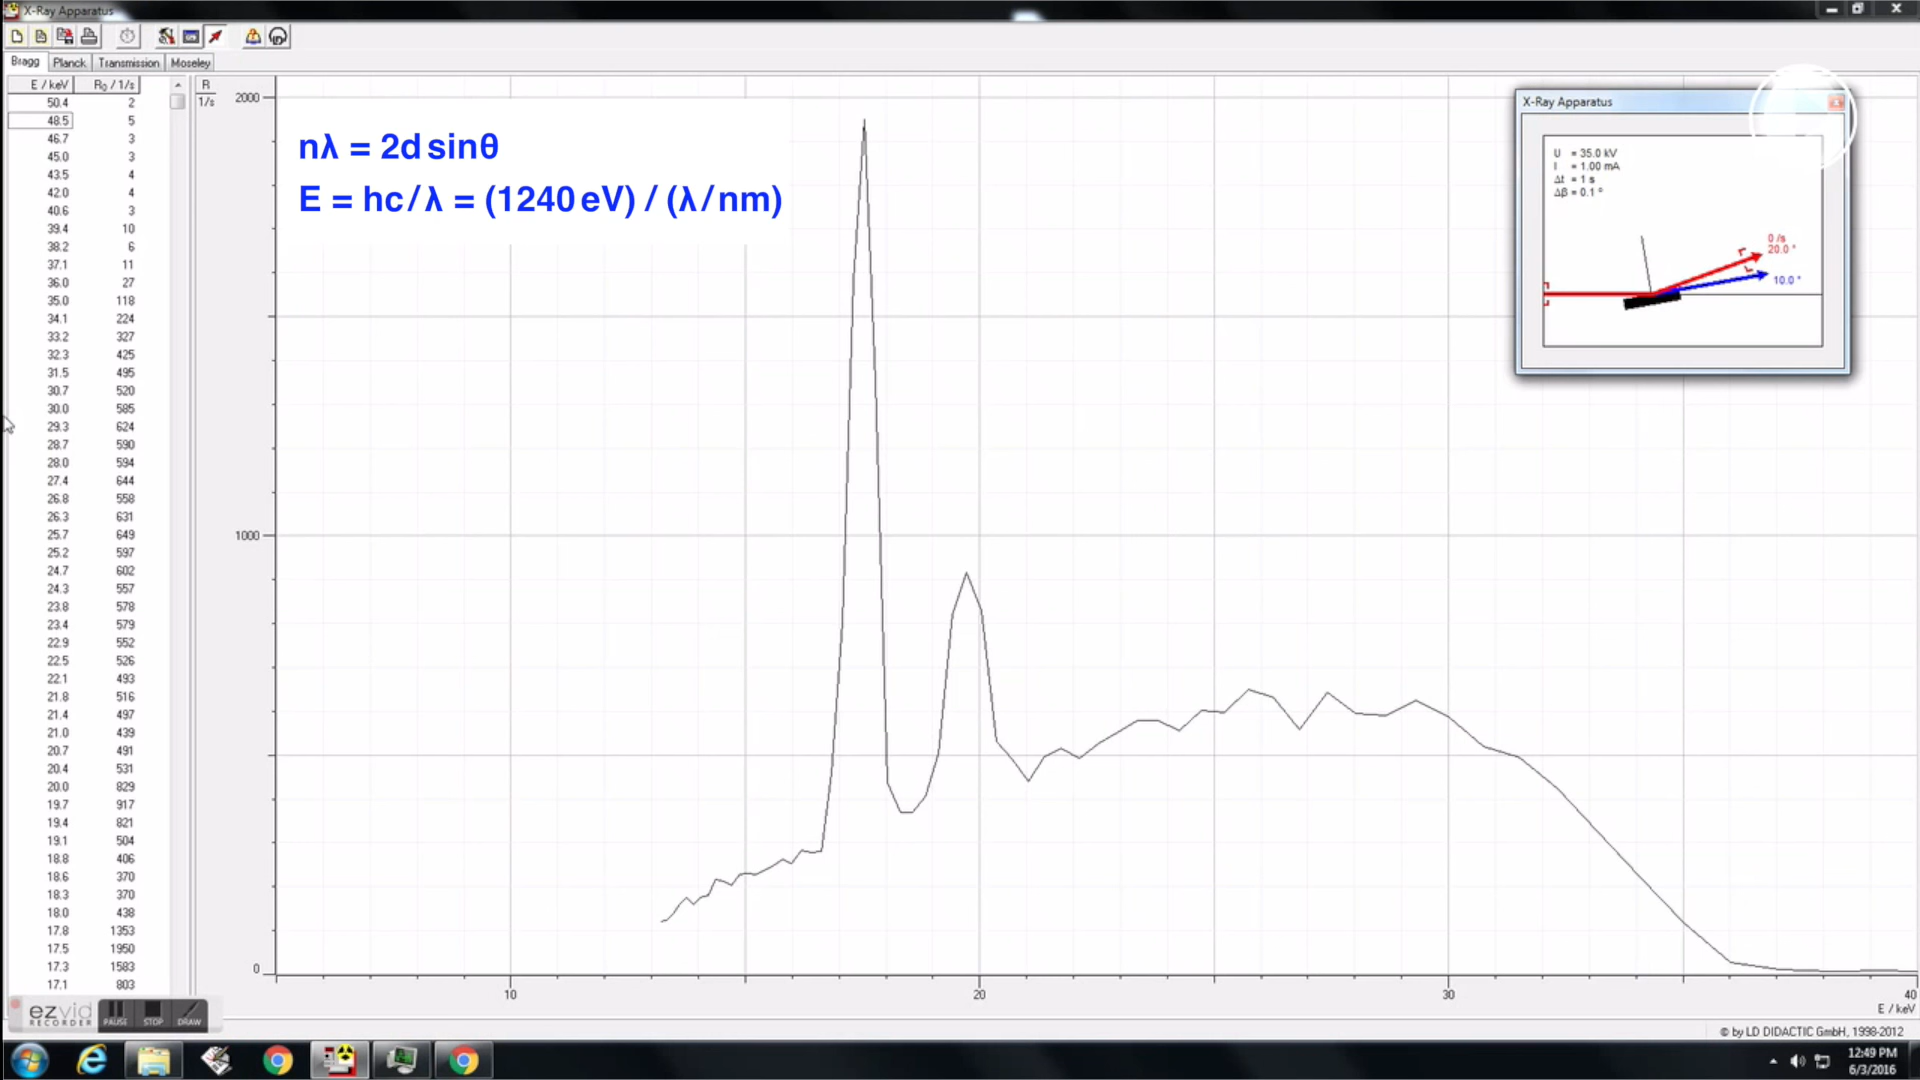 X-Ray Apparatus
Bragg Planck Transmission Moseley
E / keV R₀ / 1/s
50.4 2
48.5 5
46.7 3
45.0 3
43.5 4
42.0 4
40.6 3
39.4 10
38.2 6
37.1 11
36.0 27
35.0 118
34.1 224
33.2 327
32.3 425
31.5 495
30.7 520
30.0 585
29.3 624
28.7 590
28.0 594
27.4 644
26.8 558
26.3 631
25.7 649
25.2 597
24.7 602
24.3 557
23.8 578
23.4 579
22.9 552
22.5 526
22.1 493
21.8 516
21.4 497
21.0 439
20.7 491
20.4 531
20.0 829
19.7 917
19.4 821
19.1 504
18.8 406
18.6 370
18.3 370
18.0 438
17.8 1353
17.5 1950
17.3 1583
17.1 803
R
1/s
2000
1000
0
nλ = 2d sinθ
E = hc/λ = (1240 eV) / (λ/nm)
10 20 30 40
E / keV
X-Ray Apparatus
U = 35.0 kV
I = 1.00 mA
Δt = 1 s
Δβ = 0.1 °
0 /s
20.0 °
10.0 °
ezvid
RECORDER
PAUSE STOP DRAW
© by LD DIDACTIC GmbH, 1998-2012
12:49 PM
6/3/2016